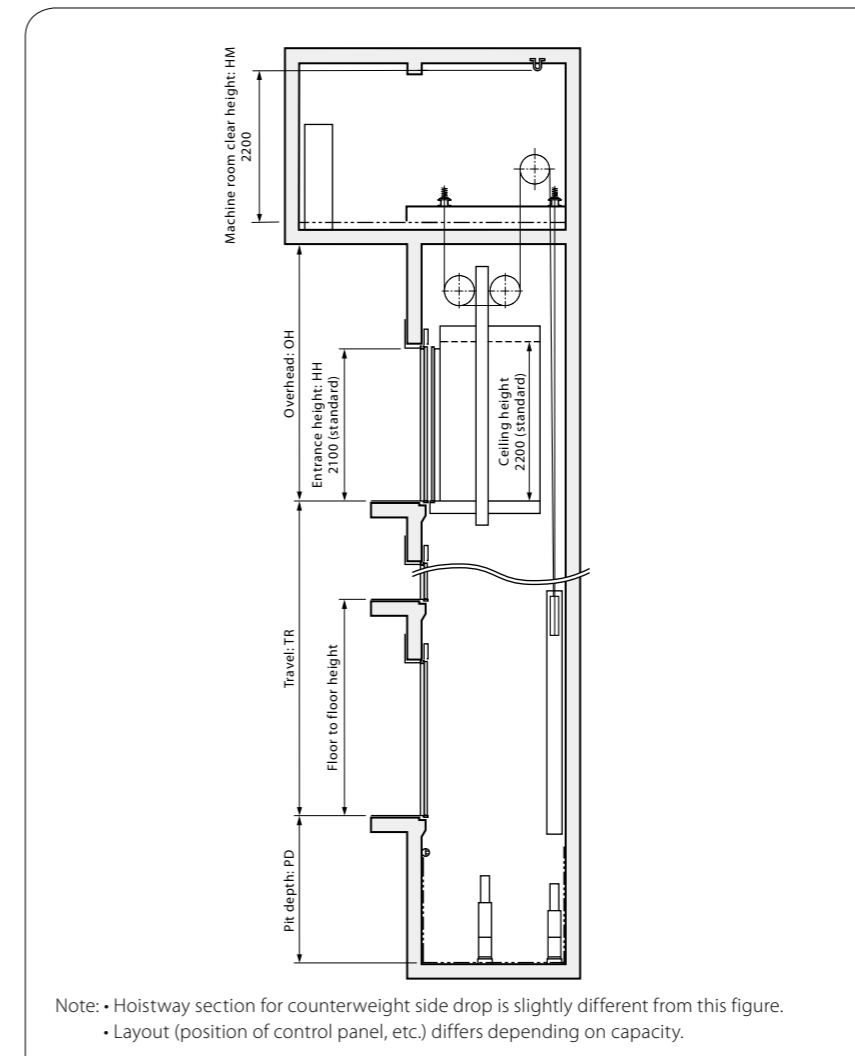 Machine room clear height: HM
2200
Overhead: OH
Entrance height: HH
2100 (standard)
Ceiling height
2200 (standard)
Travel: TR
Floor to floor height
Pit depth: PD
Note: • Hoistway section for counterweight side drop is slightly different from this figure.
• Layout (position of control panel, etc.) differs depending on capacity.